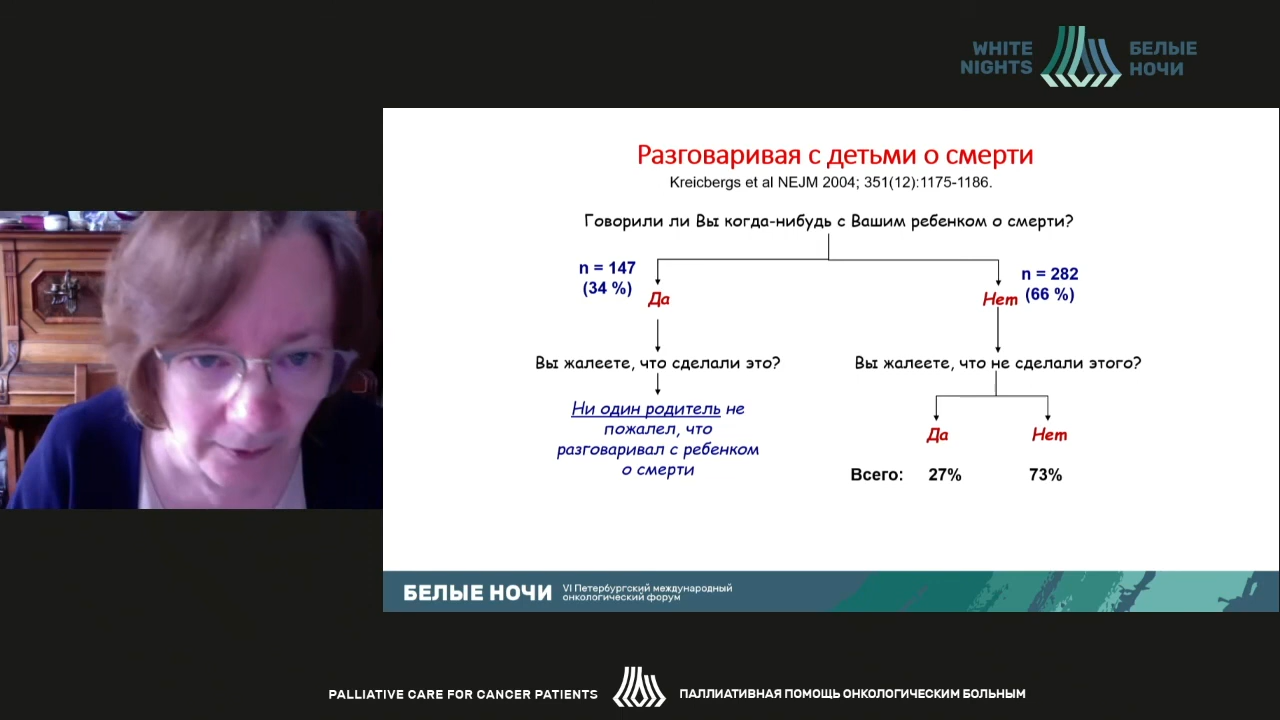 WHITE
NIGHTS
БЕЛЫЕ
НОЧИ
Разговаривая с детьми о смерти
Kreicbergs et al NEJM 2004; 351(12):1175-1186.
Говорили ли Вы когда-нибудь с Вашим ребенком о смерти?
n = 147
(34 %)
Да
n = 282
(66 %)
Нет
Вы жалеете, что сделали это?
Вы жалеете, что не сделали этого?
Ни один родитель не
пожалел, что
разговаривал с ребенком
о смерти
Да
Нет
Всего: 27% 73%
БЕЛЫЕ НОЧИ
VI Петербургский международный
онкологический форум
PALLIATIVE CARE FOR CANCER PATIENTS
ПАЛЛИАТИВНАЯ ПОМОЩЬ ОНКОЛОГИЧЕСКИМ БОЛЬНЫМ